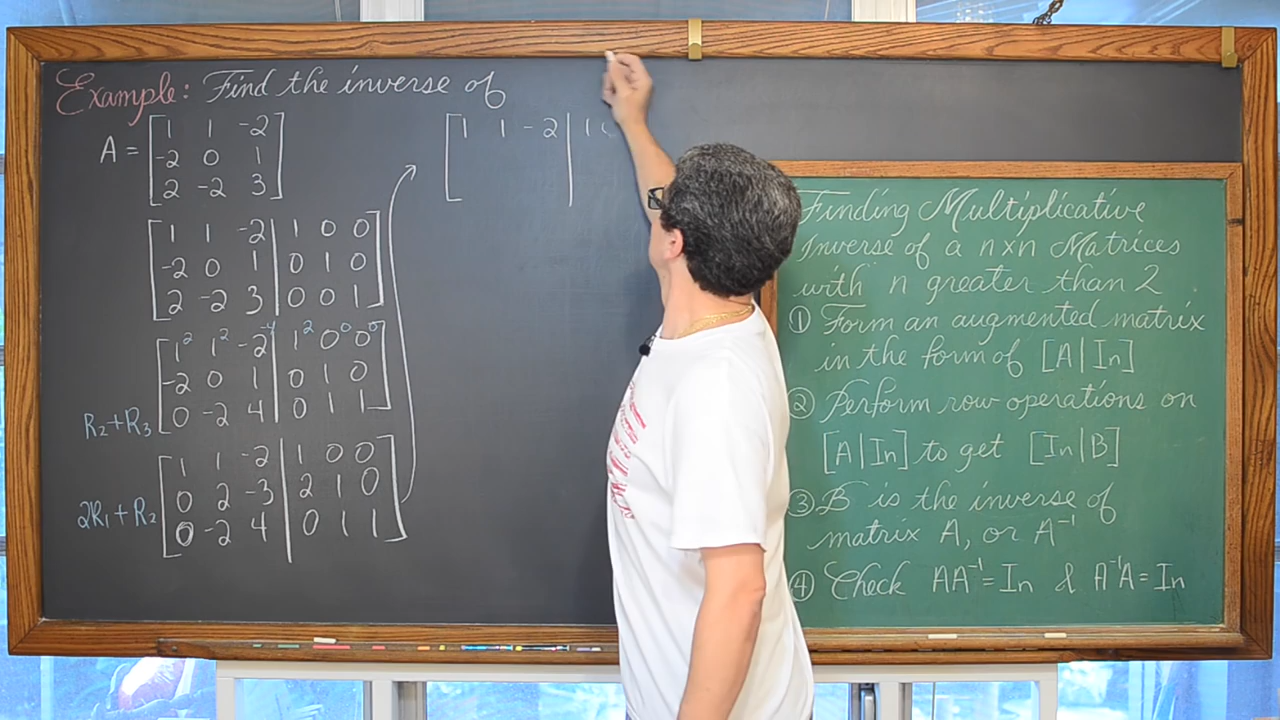 Example: Find the inverse of
A = [1 1 -2
-2 0 1
2 -2 3]
[1 1 -2 | 1 0 0
-2 0 1 | 0 1 0
2 -2 3 | 0 0 1]
[1² 1² -2⁻⁴ | 1² 0⁰ 0⁰
-2 0 1 | 0 1 0
R₂+R₃ 0 -2 4 | 0 1 1]
[1 1 -2 | 1 0 0
2R₁+R₂ 0 2 -3 | 2 1 0
0 -2 4 | 0 1 1]
[1 1 -2 | 1
Finding Multiplicative
Inverse of a n×n Matrices
with n greater than 2
① Form an augmented matrix
in the form of [A|In]
② Perform row operations on
[A|In] to get [In|B]
③ B is the inverse of
matrix A, or A⁻¹
④ Check AA⁻¹=In & A⁻¹A=In